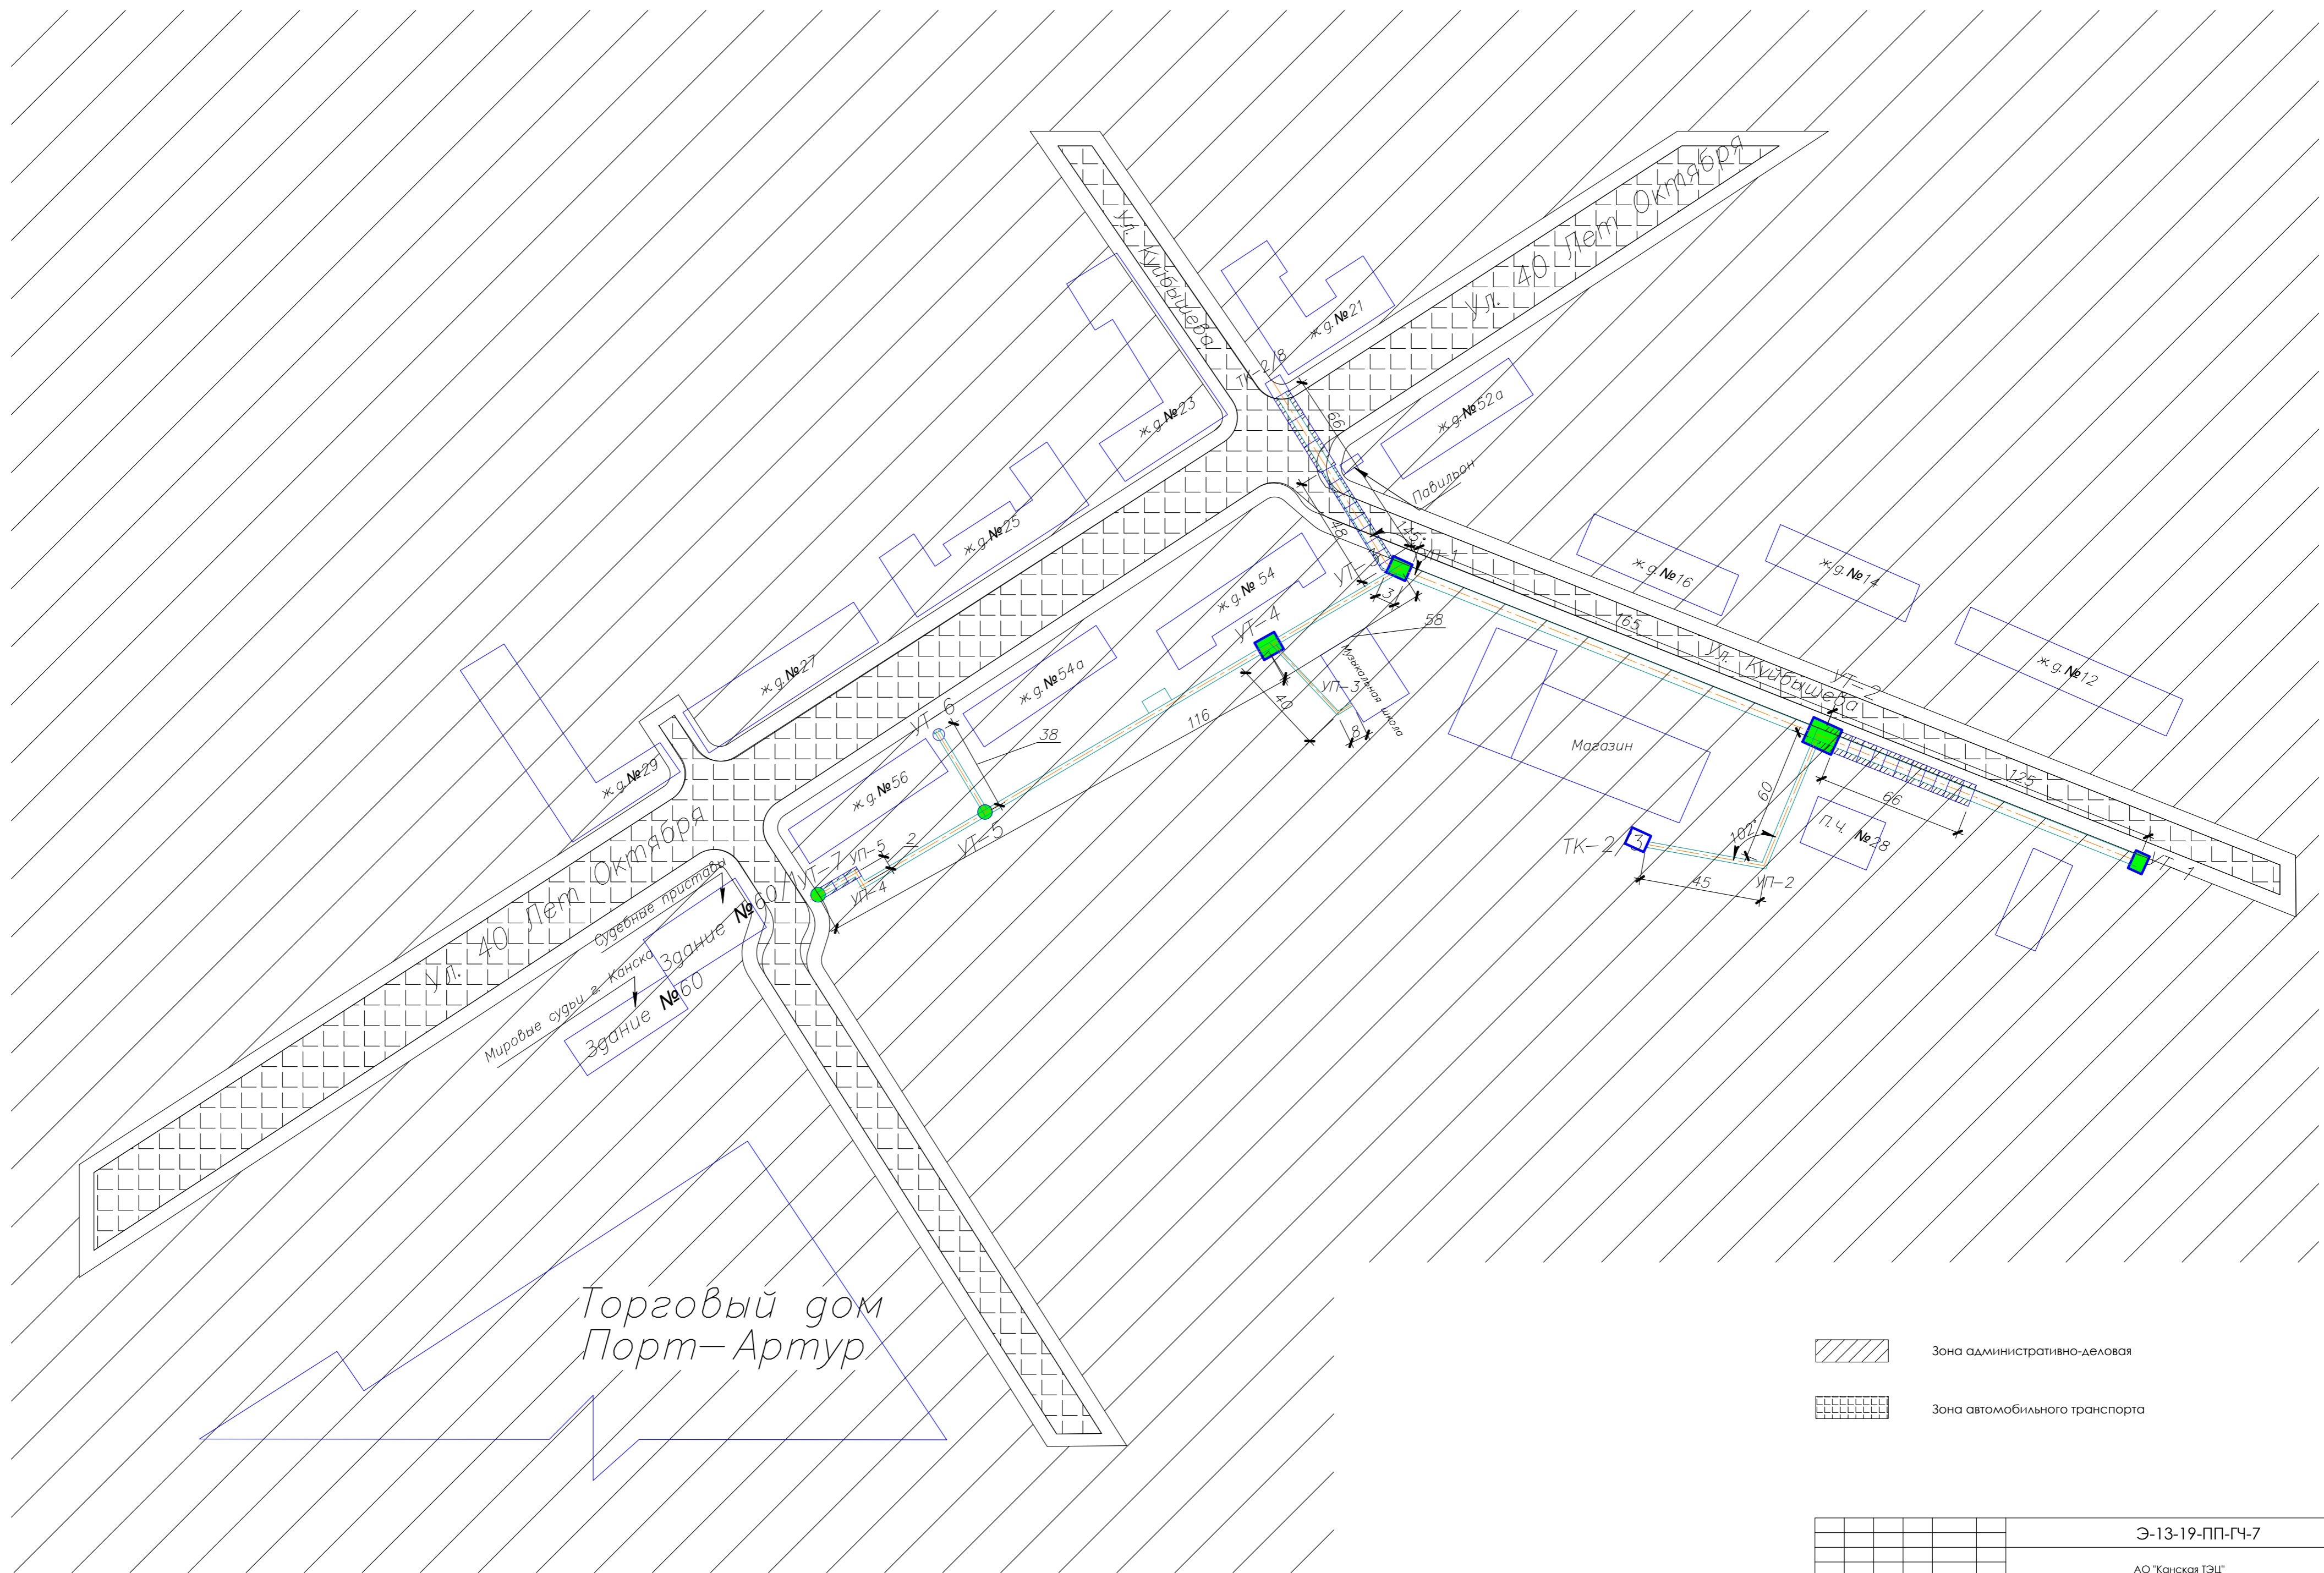 ул. Куйбышева
ул. 40 Лет Октября
ж.д.№21
ТК-2/8
ж.д.№23
66
ж.д.№52а
Павильон
ж.д.№25
48
145°
УП-1
ж.д.№16
ж.д.№14
ж.д.№ 54
УТ-4
3
58
165
ул. Куйбышева
УТ-2
ж.д.№12
ж.д.№27
ж.д.№54а
Музыкальная школа
УП-3
40
8
116
УТ 6
38
Магазин
ж.д.№29
ж.д.№56
125
66
60
102°
П.Ч. №28
ТК-2/3
45
УП-2
УТ 1
УТ-5
2
УП-5
УТ-7
УП-4
ул. 40 Лет Октября
Судебные приставы
Здание №60/1
Мировые судьи г. Канска
Здание №60
Торговый дом
Порт-Артур
Зона административно-деловая
Зона автомобильного транспорта
Э-13-19-ПП-ГЧ-7
АО "Канская ТЭЦ"